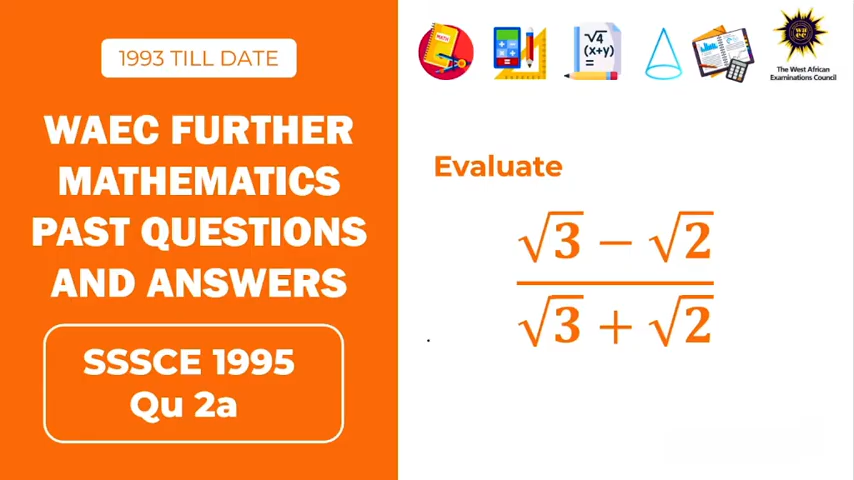 1993 TILL DATE
WAEC FURTHER
MATHEMATICS
PAST QUESTIONS
AND ANSWERS
SSSCE 1995
Qu 2a
MATH
√4
(x+y)
=
waec
The West African
Examinations Council
Evaluate
√3 − √2
√3 + √2